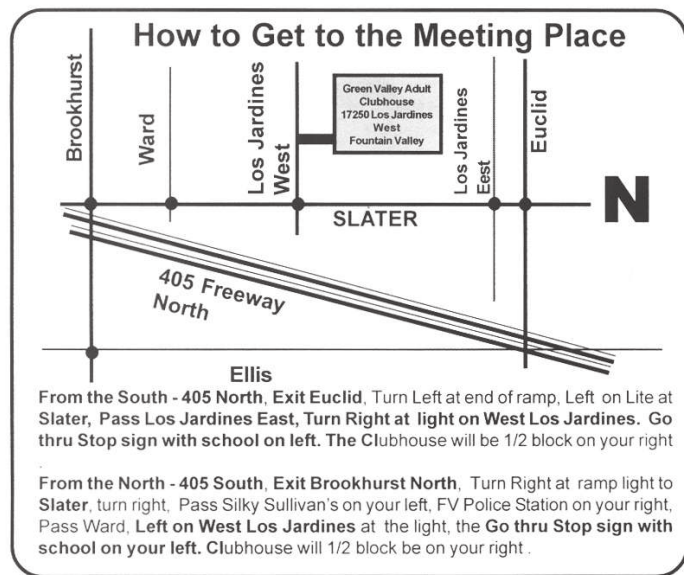 How to Get to the Meeting Place
Brookhurst
Ward
Los Jardines
West
Green Valley Adult
Clubhouse
17250 Los Jardines
West
Fountain Valley
Los Jardines
Eest
Euclid
SLATER
N
405 Freeway
North
Ellis
From the South - 405 North, Exit Euclid, Turn Left at end of ramp, Left on Lite at
Slater, Pass Los Jardines East, Turn Right at light on West Los Jardines. Go
thru Stop sign with school on left. The Clubhouse will be 1/2 block on your right
.
From the North - 405 South, Exit Brookhurst North, Turn Right at ramp light to
Slater, turn right, Pass Silky Sullivan's on your left, FV Police Station on your right,
Pass Ward, Left on West Los Jardines at the light, the Go thru Stop sign with
school on your left. Clubhouse will 1/2 block be on your right .